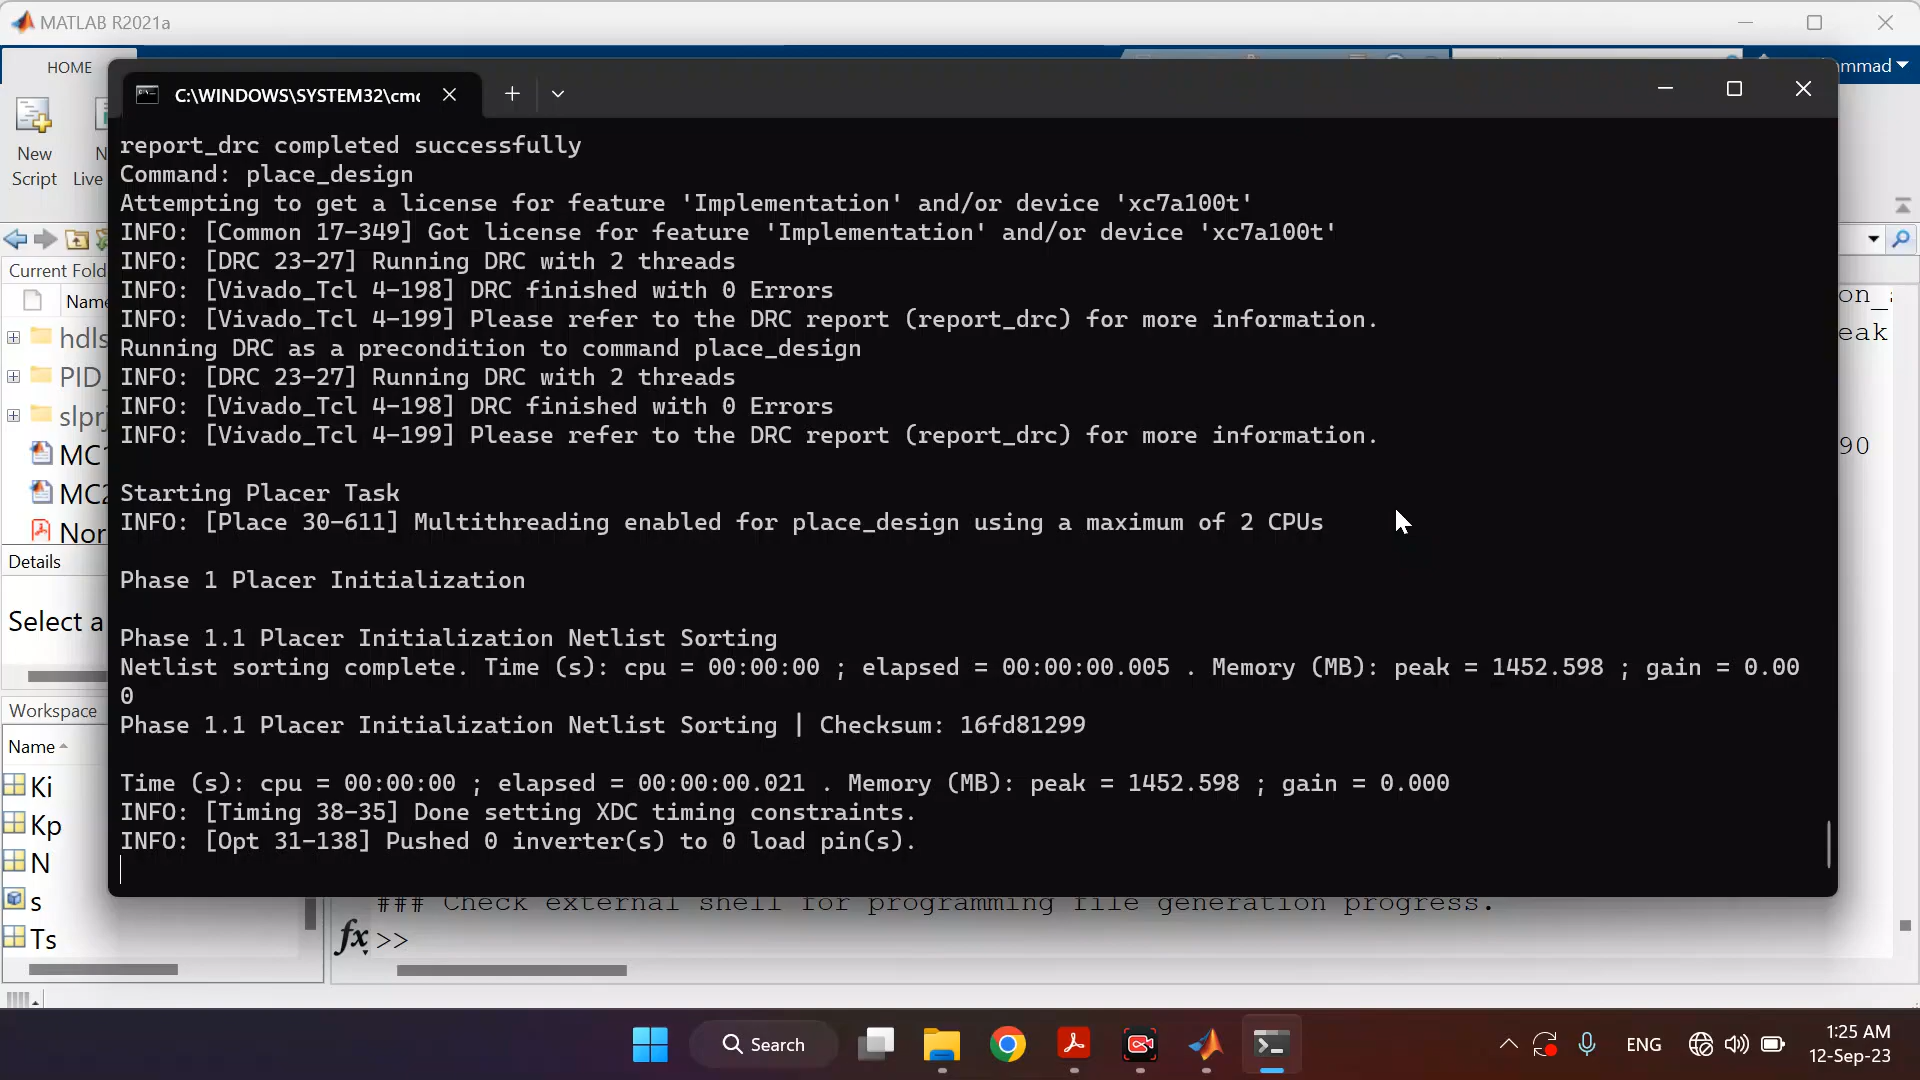 MATLAB R2021a
HOME
mmad
C:\WINDOWS\SYSTEM32\cmc
New
Script
Live
report_drc completed successfully
Command: place_design
Attempting to get a license for feature 'Implementation' and/or device 'xc7a100t'
INFO: [Common 17-349] Got license for feature 'Implementation' and/or device 'xc7a100t'
INFO: [DRC 23-27] Running DRC with 2 threads
INFO: [Vivado_Tcl 4-198] DRC finished with 0 Errors
INFO: [Vivado_Tcl 4-199] Please refer to the DRC report (report_drc) for more information.
Running DRC as a precondition to command place_design
INFO: [DRC 23-27] Running DRC with 2 threads
INFO: [Vivado_Tcl 4-198] DRC finished with 0 Errors
INFO: [Vivado_Tcl 4-199] Please refer to the DRC report (report_drc) for more information.

Starting Placer Task
INFO: [Place 30-611] Multithreading enabled for place_design using a maximum of 2 CPUs

Phase 1 Placer Initialization

Phase 1.1 Placer Initialization Netlist Sorting
Netlist sorting complete. Time (s): cpu = 00:00:00 ; elapsed = 00:00:00.005 . Memory (MB): peak = 1452.598 ; gain = 0.00
0
Phase 1.1 Placer Initialization Netlist Sorting | Checksum: 16fd81299

Time (s): cpu = 00:00:00 ; elapsed = 00:00:00.021 . Memory (MB): peak = 1452.598 ; gain = 0.000
INFO: [Timing 38-35] Done setting XDC timing constraints.
INFO: [Opt 31-138] Pushed 0 inverter(s) to 0 load pin(s).
Current Fold
Name
hdls
PID_
slprj
MC1
MC2
Nor
Details
Select a
Workspace
Name
Ki
Kp
N
s
Ts
on_
eak
90
### Check external shell for programming file generation progress.
fx >>
Search
ENG
1:25 AM
12-Sep-23